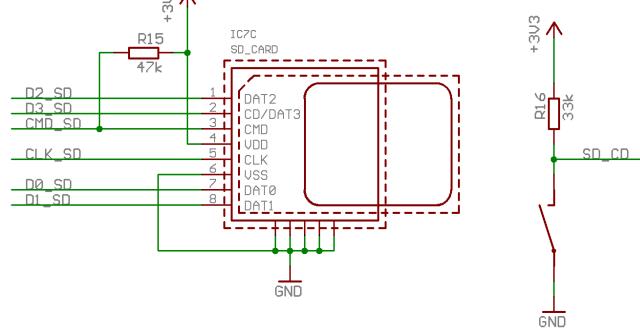 +3V
R15
47k
IC7C
SD_CARD
D2_SD
D3_SD
CMD_SD
CLK_SD
D0_SD
D1_SD
1 DAT2
2 CD/DAT3
3 CMD
4 VDD
5 CLK
6 VSS
7 DAT0
8 DAT1
GND
+3V3
R16
33k
SD_CD
GND